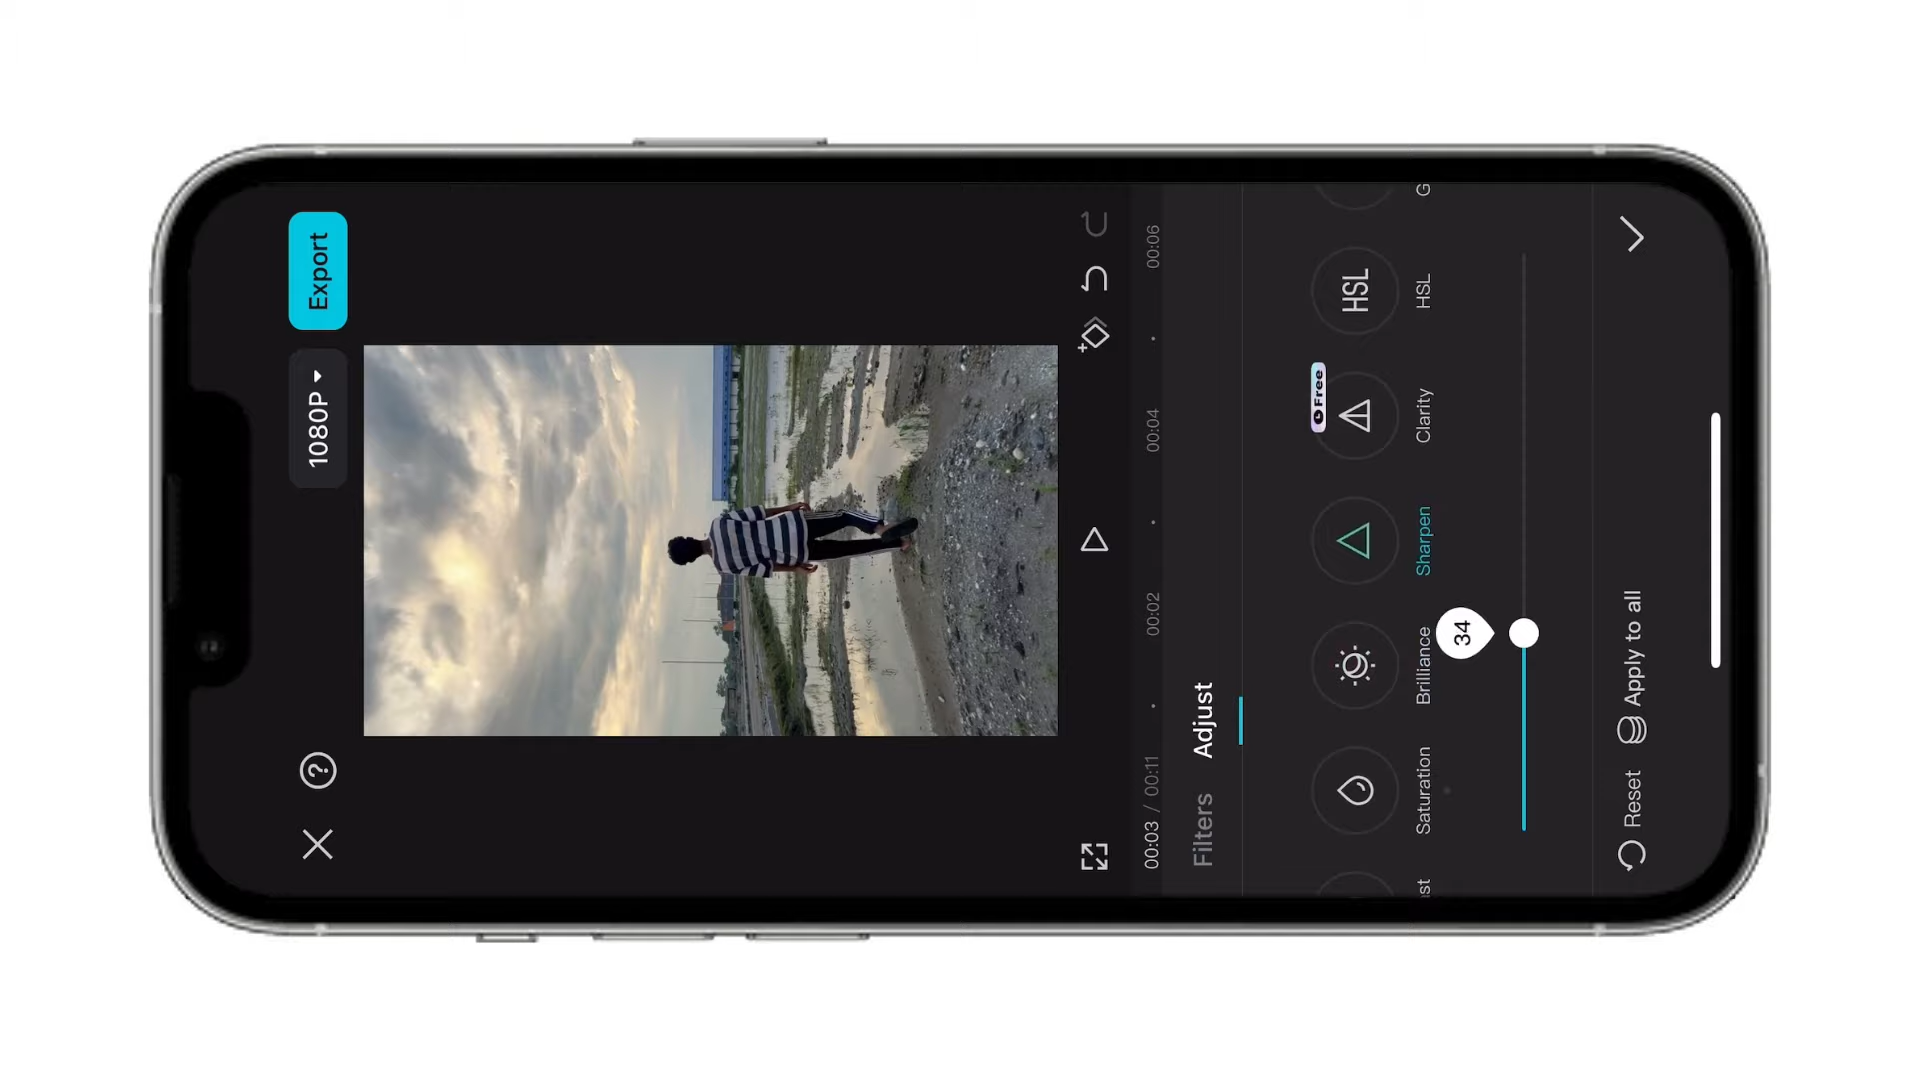 Export
1080P
00:03 / 00:11
00:02
00:04
00:06
Filters
Adjust
Free
HSL
st
Saturation
Brilliance
Sharpen
Clarity
HSL
G
34
Reset
Apply to all